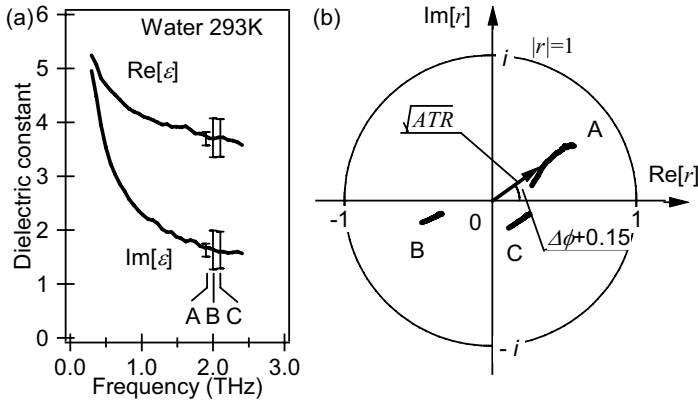 (a)
Water 293K
Re[ε]
Im[ε]
A B C
Dielectric constant
6
5
4
3
2
1
0
0.0 1.0 2.0 3.0
Frequency (THz)
(b)
Im[r]
i
|r|=1
√ATR
A
Re[r]
-1
0
1
B
C
Δϕ+0.15
- i